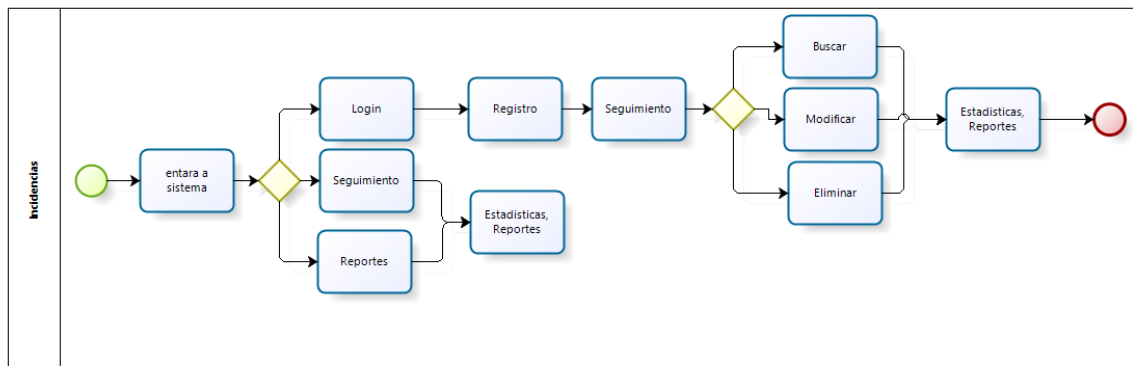 Incidencias
entara a
sistema
Login
Registro
Seguimiento
Buscar
Modificar
Eliminar
Estadisticas,
Reportes
Seguimiento
Reportes
Estadisticas,
Reportes